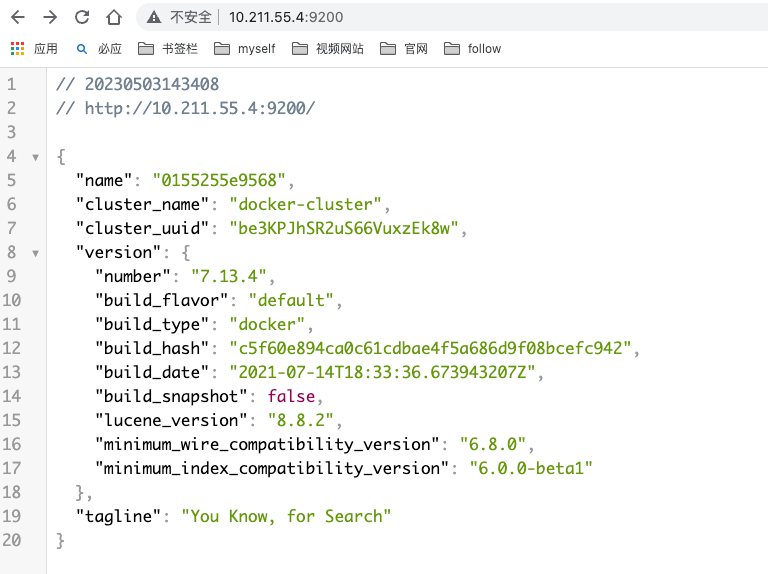 不安全 | 10.211.55.4:9200
应用 必应 书签栏 myself 视频网站 官网 follow
1 // 20230503143408
2 // http://10.211.55.4:9200/
3
4 {
5 "name": "0155255e9568",
6 "cluster_name": "docker-cluster",
7 "cluster_uuid": "be3KPJhSR2uS66VuxzEk8w",
8 "version": {
9 "number": "7.13.4",
10 "build_flavor": "default",
11 "build_type": "docker",
12 "build_hash": "c5f60e894ca0c61cdbae4f5a686d9f08bcefc942",
13 "build_date": "2021-07-14T18:33:36.673943207Z",
14 "build_snapshot": false,
15 "lucene_version": "8.8.2",
16 "minimum_wire_compatibility_version": "6.8.0",
17 "minimum_index_compatibility_version": "6.0.0-beta1"
18 },
19 "tagline": "You Know, for Search"
20 }